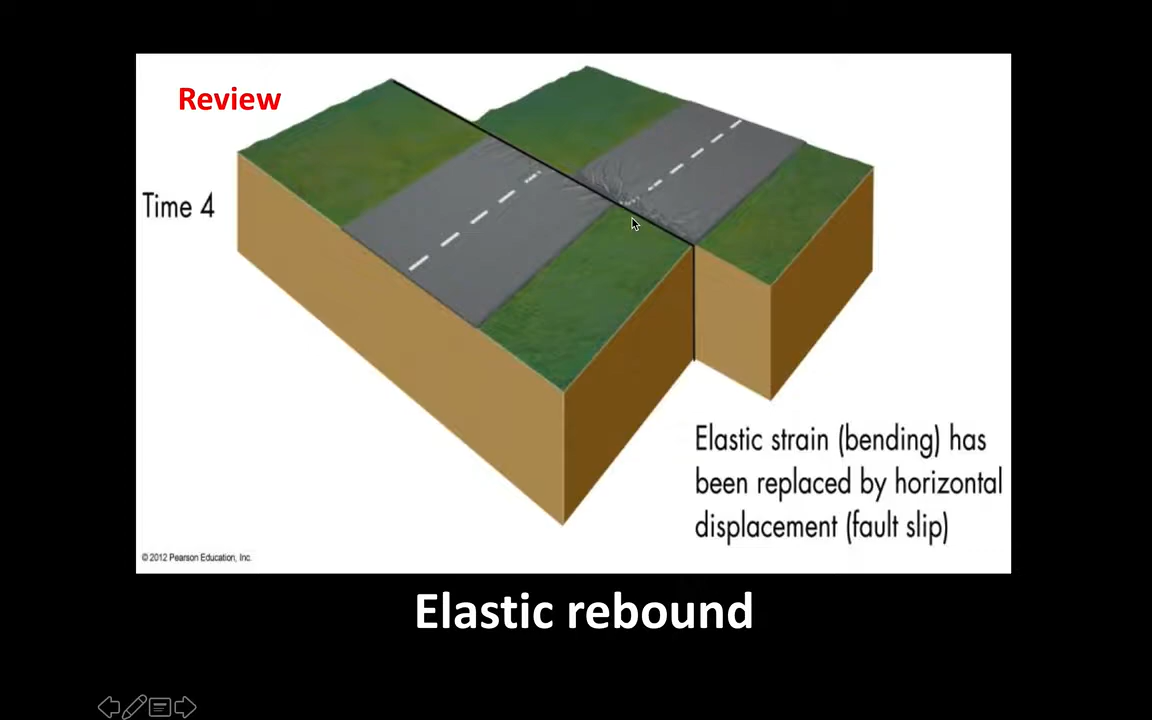 Review
Time 4
Elastic strain (bending) has
been replaced by horizontal
displacement (fault slip)
© 2012 Pearson Education, Inc.
Elastic rebound